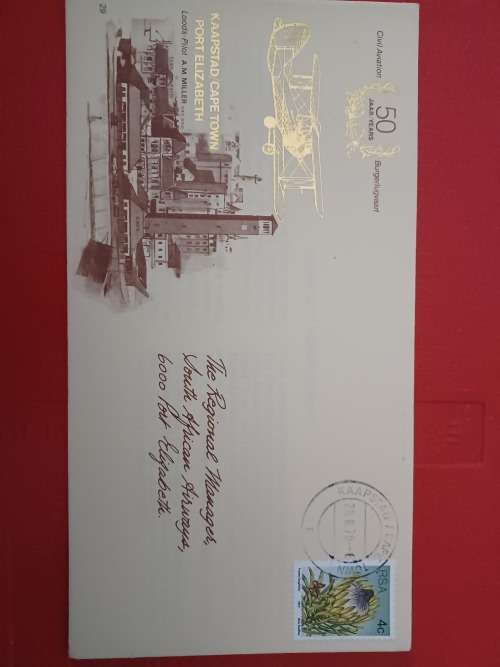 Civil Aviation
50
JAAR YEARS
Burgerlugvaart
KAAPSTAD/CAPE TOWN
PORT ELIZABETH
Loods Pilot A.M. MILLER
29
The Regional Manager,
South African Airways,
6000 Port Elizabeth.
KAAPSTAD
RSA
4c